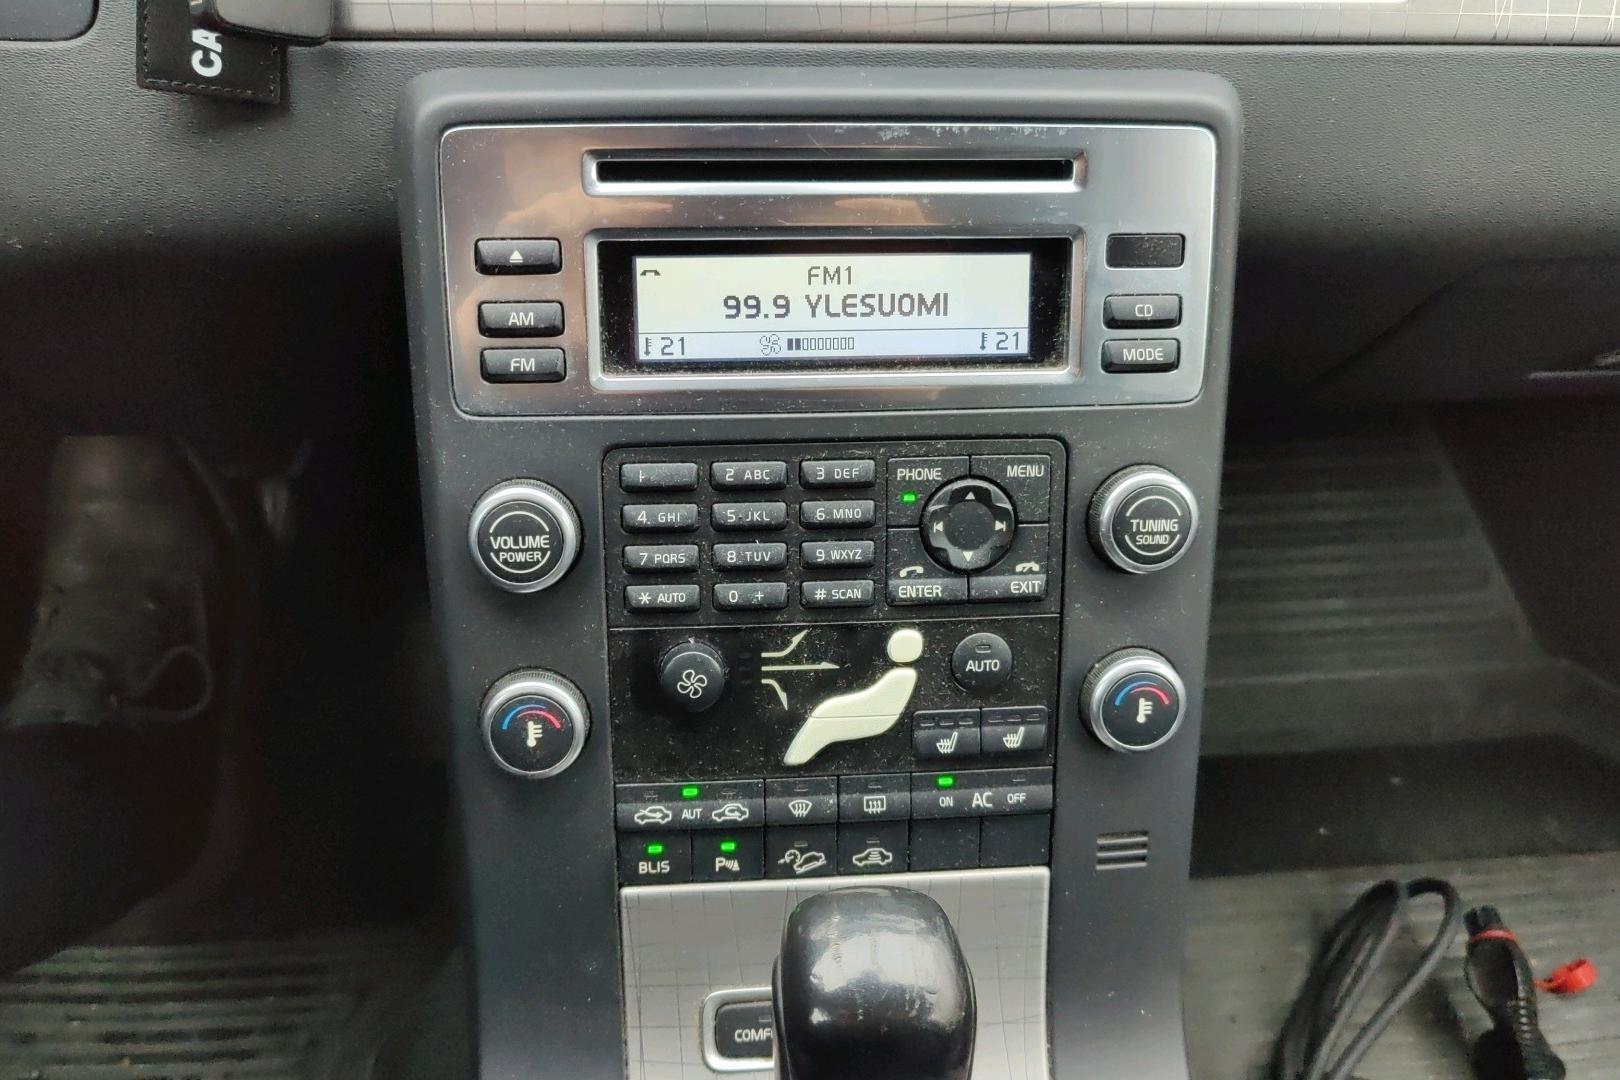 CA
FM1
99.9 YLESUOMI
21 21
AM
FM
CD
MODE
VOLUME
POWER
1
2 ABC
3 DEF
4 GHI
5 JKL
6 MNO
7 PQRS
8 TUV
9 WXYZ
* AUTO
0 +
# SCAN
PHONE
MENU
ENTER
EXIT
TUNING
SOUND
AUTO
AUT
ON AC OFF
BLIS
P
COMF